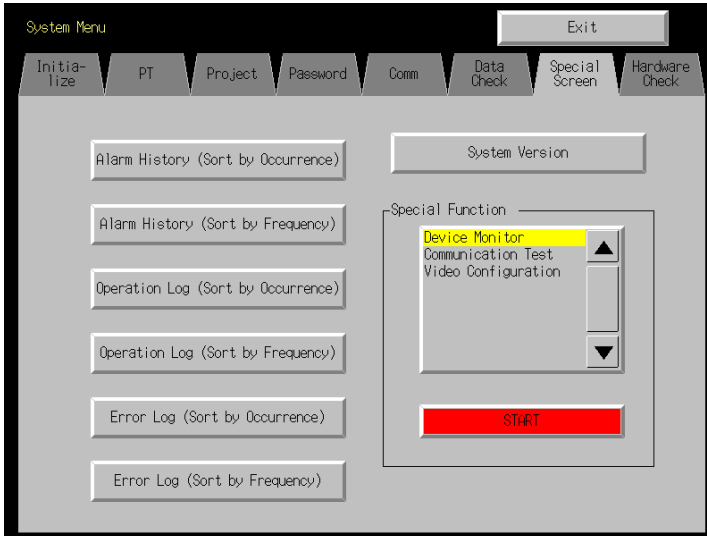 System Menu
Exit
Initia-
lize
PT
Project
Password
Comm
Data
Check
Special
Screen
Hardware
Check
Alarm History (Sort by Occurrence)
Alarm History (Sort by Frequency)
Operation Log (Sort by Occurrence)
Operation Log (Sort by Frequency)
Error Log (Sort by Occurrence)
Error Log (Sort by Frequency)
System Version
Special Function
Device Monitor
Communication Test
Video Configuration
START